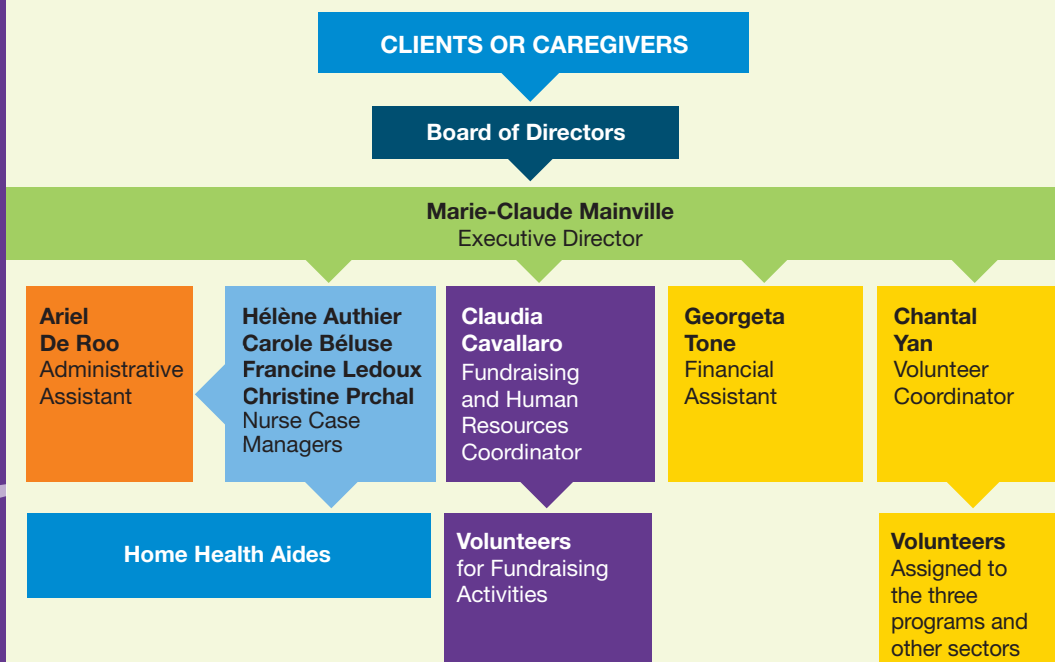 CLIENTS OR CAREGIVERS
Board of Directors
Marie-Claude Mainville
Executive Director
Ariel
De Roo
Administrative
Assistant
Hélène Authier
Carole Béluse
Francine Ledoux
Christine Prchal
Nurse Case
Managers
Claudia
Cavallaro
Fundraising
and Human
Resources
Coordinator
Georgeta
Tone
Financial
Assistant
Chantal
Yan
Volunteer
Coordinator
Home Health Aides
Volunteers
for Fundraising
Activities
Volunteers
Assigned to
the three
programs and
other sectors